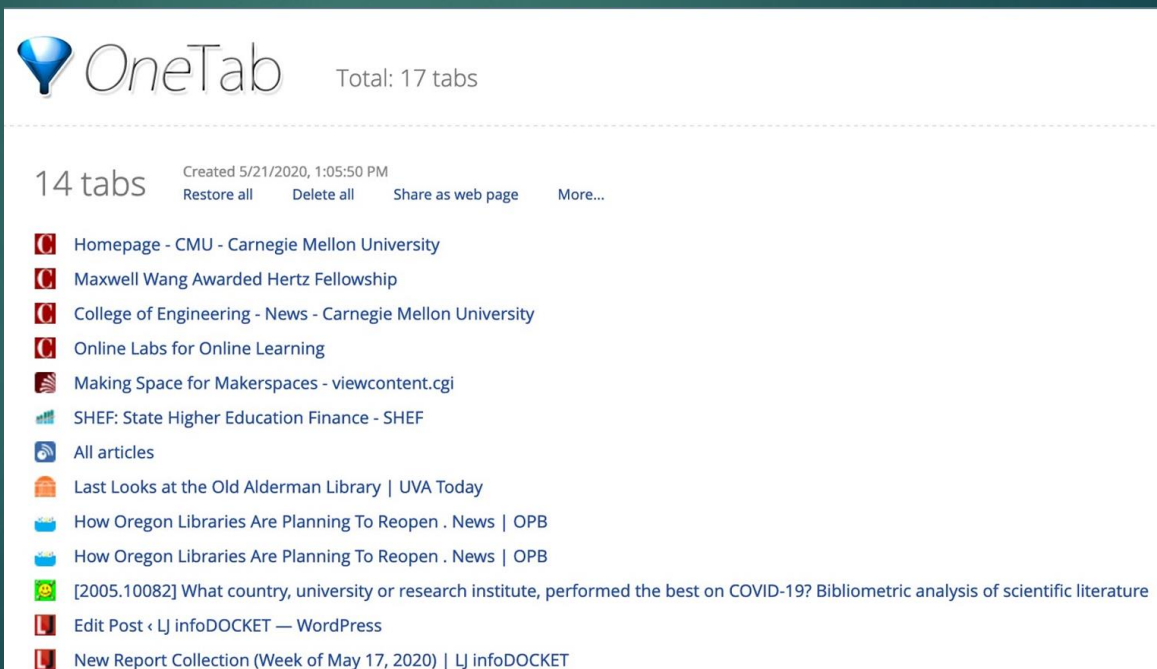 OneTab Total: 17 tabs
14 tabs
Created 5/21/2020, 1:05:50 PM
Restore all Delete all Share as web page More...
Homepage - CMU - Carnegie Mellon University
Maxwell Wang Awarded Hertz Fellowship
College of Engineering - News - Carnegie Mellon University
Online Labs for Online Learning
Making Space for Makerspaces - viewcontent.cgi
SHEF: State Higher Education Finance - SHEF
All articles
Last Looks at the Old Alderman Library | UVA Today
How Oregon Libraries Are Planning To Reopen . News | OPB
How Oregon Libraries Are Planning To Reopen . News | OPB
[2005.10082] What country, university or research institute, performed the best on COVID-19? Bibliometric analysis of scientific literature
Edit Post ‹ LJ infoDOCKET — WordPress
New Report Collection (Week of May 17, 2020) | LJ infoDOCKET